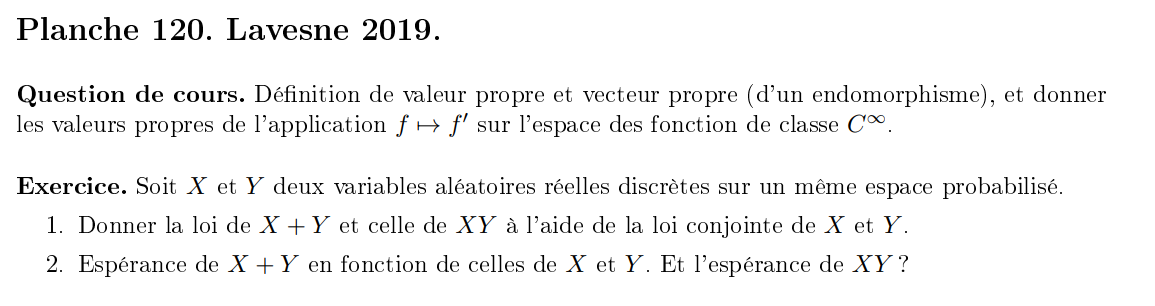 Planche 120. Lavesne 2019.
Question de cours. Définition de valeur propre et vecteur propre (d'un endomorphisme), et donner
les valeurs propres de l'application f ↦ f′ sur l'espace des fonction de classe C^∞.
Exercice. Soit X et Y deux variables aléatoires réelles discrètes sur un même espace probabilisé.
1. Donner la loi de X + Y et celle de XY à l'aide de la loi conjointe de X et Y.
2. Espérance de X + Y en fonction de celles de X et Y. Et l'espérance de XY ?